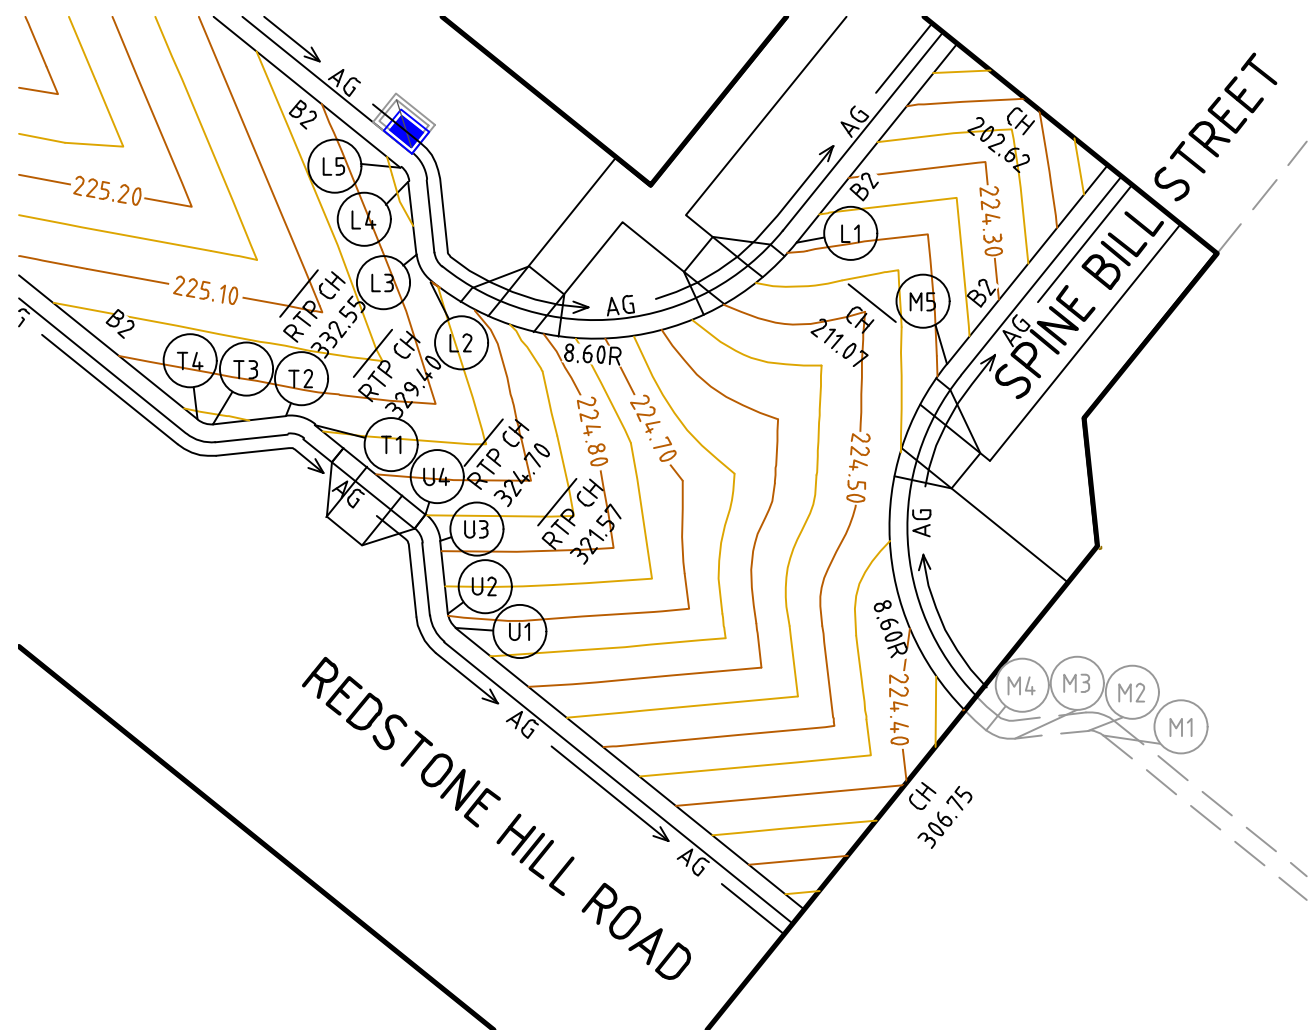 AG
B2
L5
L4
L3
L2
L1
AG
B2
CH
202.62
STREET
SPINE BILL
225.20
225.10
224.30
B2
M5
AG
CH
211.07
AG
8.60R
RTP CH
332.55
RTP CH
329.40
RTP CH
324.70
RTP CH
321.57
B2
T4
T3
T2
T1
U4
U3
U2
U1
AG
224.80
224.70
224.50
AG
8.60R
224.40
M4
M3
M2
M1
CH
306.75
REDSTONE HILL ROAD
AG
AG